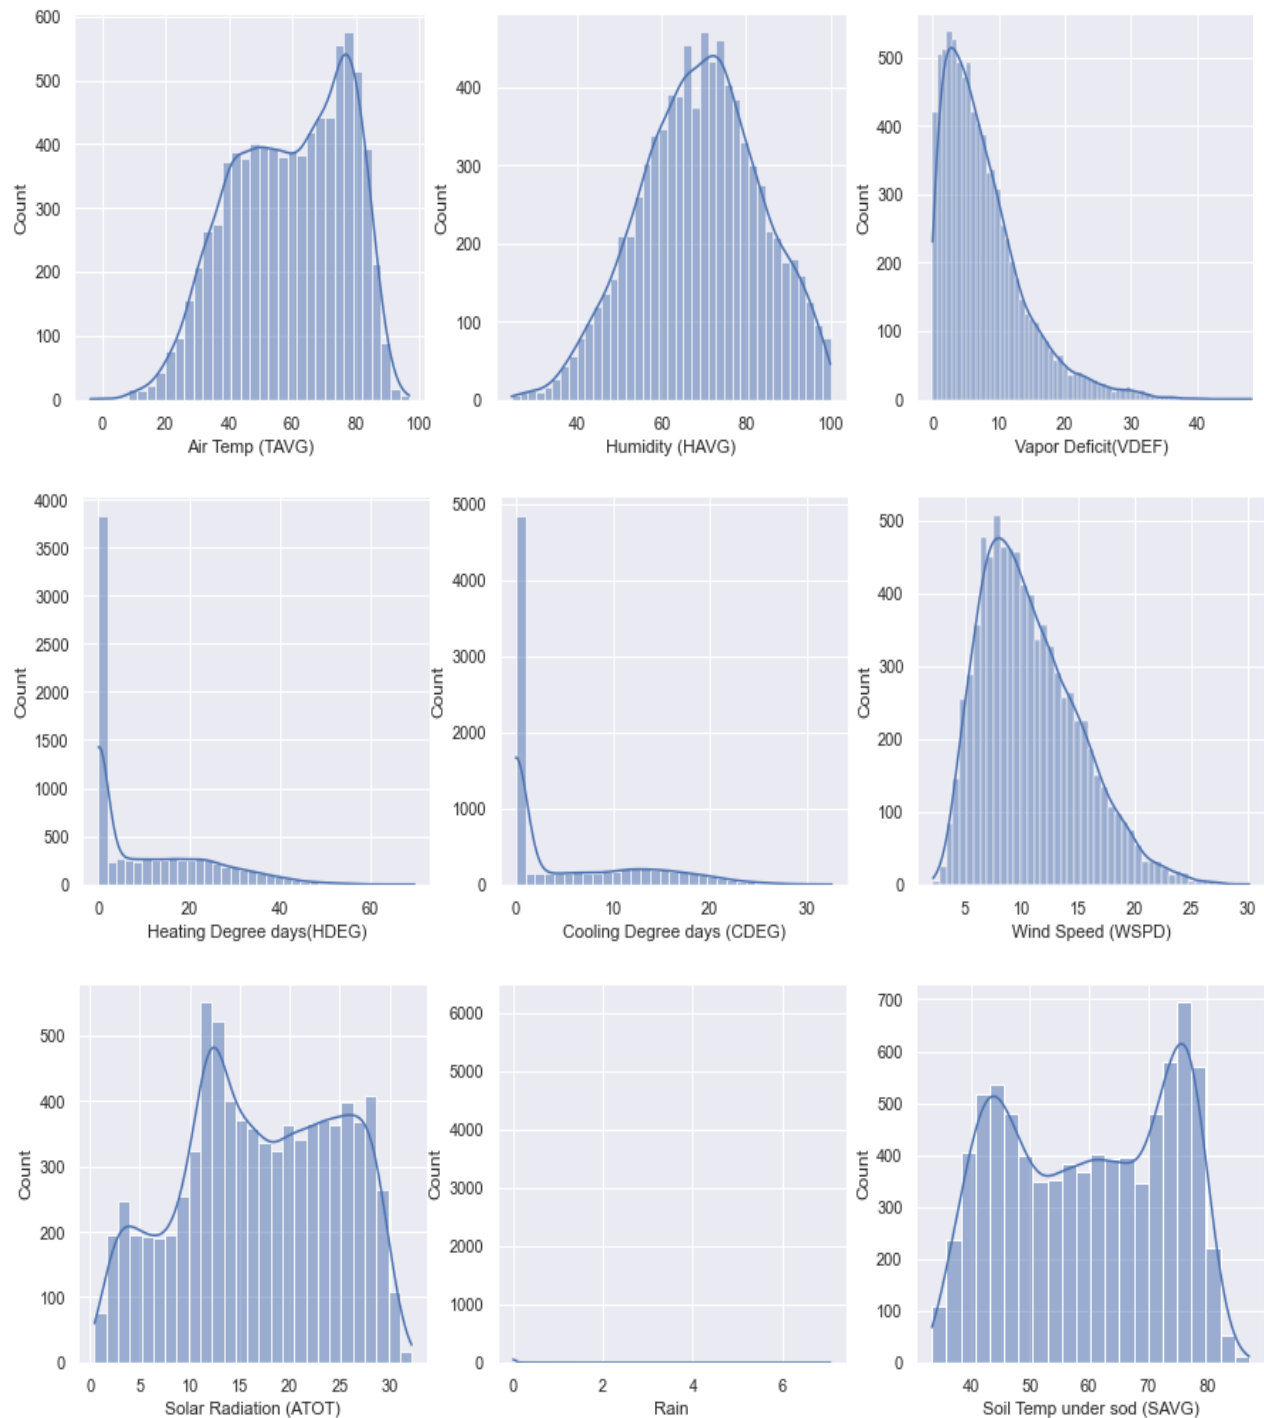 600
500
400
300
200
100
0
Count
0 20 40 60 80 100
Air Temp (TAVG)
400
300
200
100
0
Count
40 60 80 100
Humidity (HAVG)
500
400
300
200
100
0
Count
0 10 20 30 40
Vapor Deficit(VDEF)
4000
3500
3000
2500
2000
1500
1000
500
0
Count
0 20 40 60
Heating Degree days(HDEG)
5000
4000
3000
2000
1000
0
Count
0 10 20 30
Cooling Degree days (CDEG)
500
400
300
200
100
0
Count
5 10 15 20 25 30
Wind Speed (WSPD)
500
400
300
200
100
0
Count
0 5 10 15 20 25 30
Solar Radiation (ATOT)
6000
5000
4000
3000
2000
1000
0
Count
0 2 4 6
Rain
700
600
500
400
300
200
100
0
Count
40 50 60 70 80
Soil Temp under sod (SAVG)